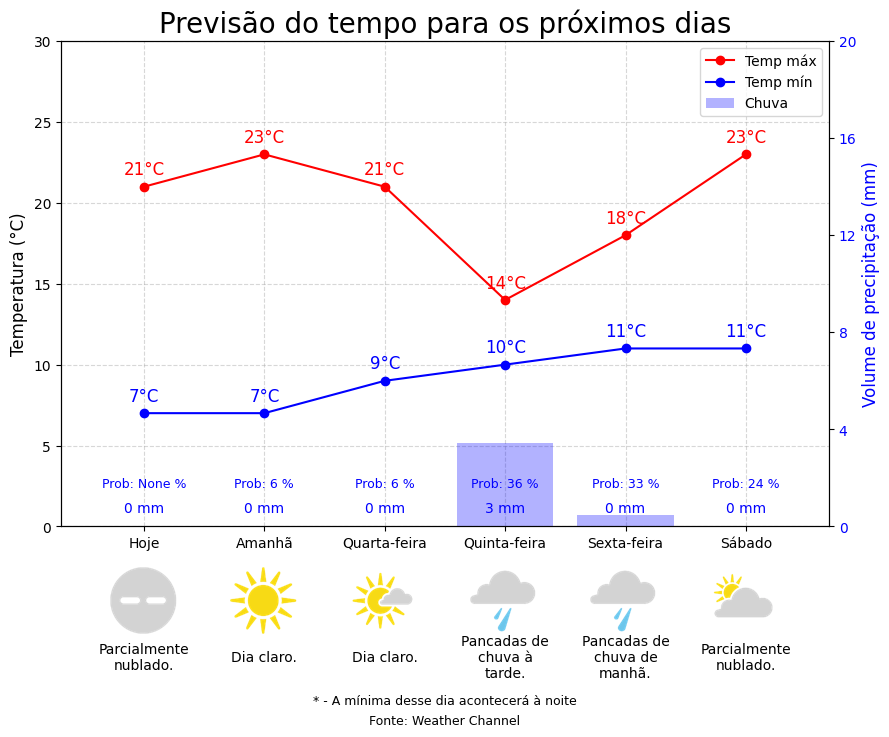 Previsão do tempo para os próximos dias
30
25
20
15
10
5
0
Temperatura (°C)
20
16
12
8
4
0
Volume de precipitação (mm)
Temp máx
Temp mín
Chuva
21°C 23°C 21°C 14°C 18°C 23°C
7°C 7°C 9°C 10°C 11°C 11°C
Prob: None % Prob: 6 % Prob: 6 % Prob: 36 % Prob: 33 % Prob: 24 %
0 mm 0 mm 0 mm 3 mm 0 mm 0 mm
Hoje Amanhã Quarta-feira Quinta-feira Sexta-feira Sábado
Parcialmente
nublado.
Dia claro.
Dia claro.
Pancadas de
chuva à
tarde.
Pancadas de
chuva de
manhã.
Parcialmente
nublado.
* - A mínima desse dia acontecerá à noite
Fonte: Weather Channel